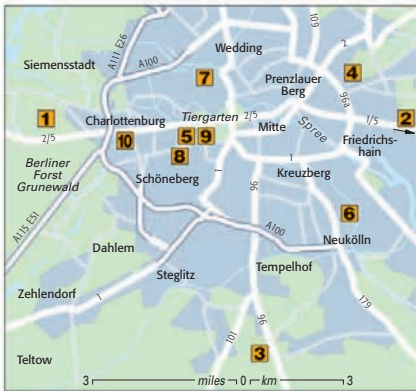 109
Wedding
A111 E26
Siemensstadt
A100
2
7
4
Prenzlauer
Berg
96a
1
Tiergarten
2/5
1/5
2
Charlottenburg
Mitte
Spree
2/5
10
5
9
Friedrichs-
hain
Berliner
Forst
Grunewald
8
1
1
Schöneberg
Kreuzberg
96
A115 E51
6
A100
Neukölln
Dahlem
Steglitz
Tempelhof
Zehlendorf
1
179
101
96
3
Teltow
3 miles 0 km 3